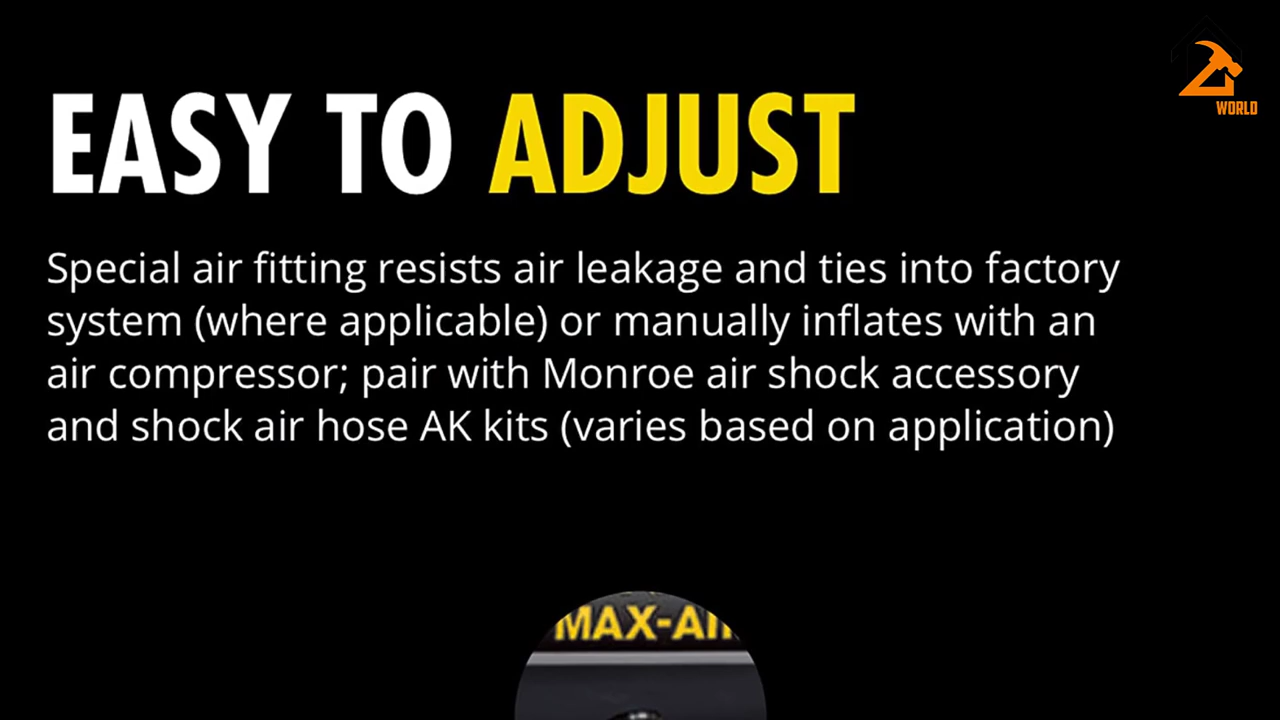 WORLD
EASY TO ADJUST
Special air fitting resists air leakage and ties into factory
system (where applicable) or manually inflates with an
air compressor; pair with Monroe air shock accessory
and shock air hose AK kits (varies based on application)
MAX-AIR